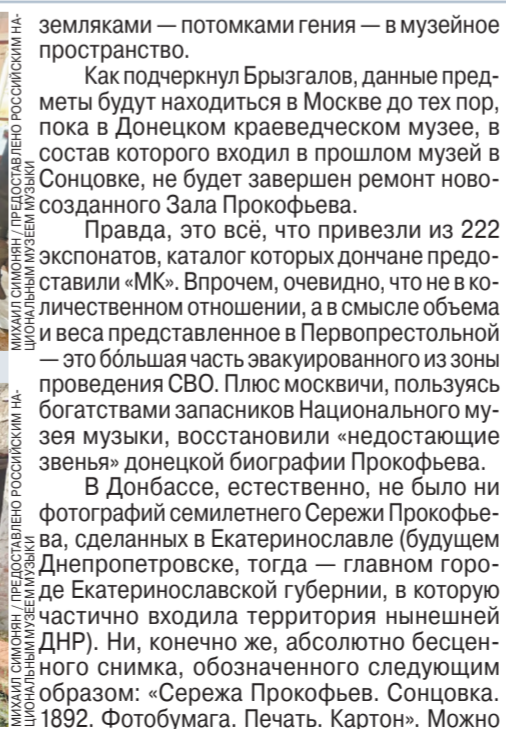 земляками — потомками гения — в музейное
пространство.
Как подчеркнул Брызгалов, данные пред-
меты будут находиться в Москве до тех пор,
пока в Донецком краеведческом музее, в
состав которого входил в прошлом музей в
Сонцовке, не будет завершен ремонт ново-
созданного Зала Прокофьева.
Правда, это всё, что привезли из 222
экспонатов, каталог которых дончане предо-
ставили «МК». Впрочем, очевидно, что не в ко-
личественном отношении, а в смысле объема
и веса представленное в Первопрестольной
— это бо́льшая часть эвакуированного из зоны
проведения СВО. Плюс москвичи, пользуясь
богатствами запасников Национального му-
зея музыки, восстановили «недостающие
звенья» донецкой биографии Прокофьева.
В Донбассе, естественно, не было ни
фотографий семилетнего Сережи Прокофье-
ва, сделанных в Екатеринославле (будущем
Днепропетровске, тогда — главном горо-
де Екатеринославской губернии, в которую
частично входила территория нынешней
ДНР). Ни, конечно же, абсолютно бесцен-
ного снимка, обозначенного следующим
образом: «Сережа Прокофьев. Сонцовка.
1892. Фотобумага. Печать. Картон». Можно
МИХАИЛ СИМОНЯН / ПРЕДОСТАВЛЕНО РОССИЙСКИМ НА-
ЦИОНАЛЬНЫМ МУЗЕЕМ МУЗЫКИ
МИХАИЛ СИМОНЯН / ПРЕДОСТАВЛЕНО РОССИЙСКИМ НА-
ЦИОНАЛЬНЫМ МУЗЕЕМ МУЗЫКИ